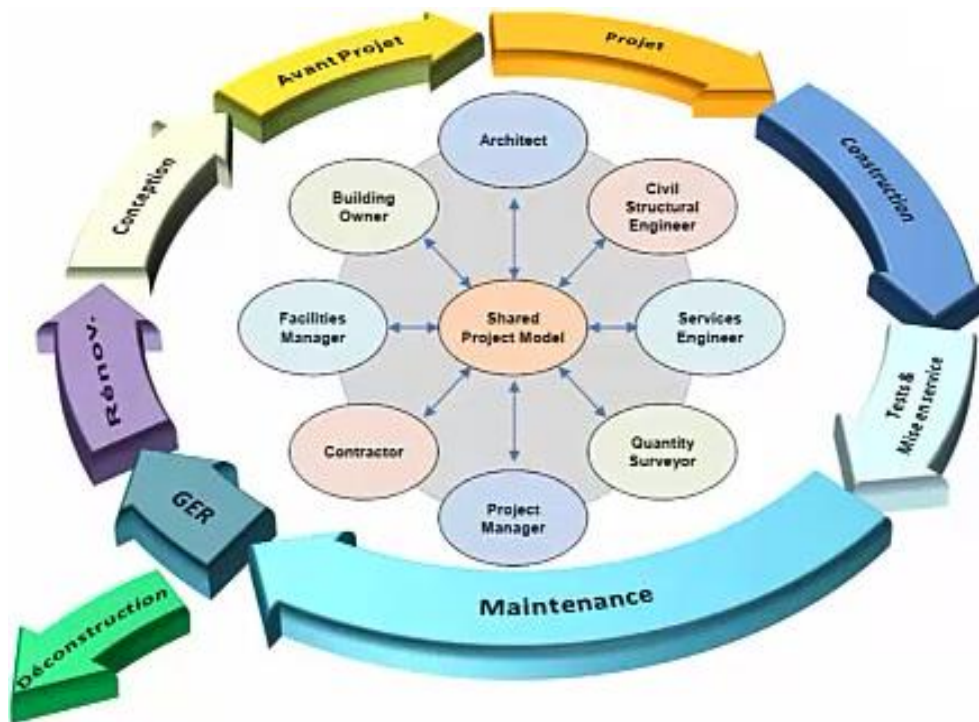 Avant Projet
Projet
Construction
Tests &
Mise en service
Maintenance
GER
Déconstruction
Rénov.
Conception
Architect
Civil
Structural
Engineer
Services
Engineer
Quantity
Surveyor
Project
Manager
Contractor
Facilities
Manager
Building
Owner
Shared
Project Model